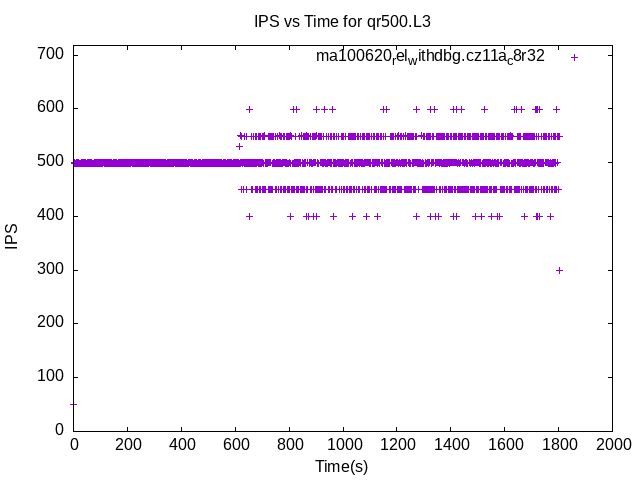 IPS vs Time for qr500.L3
ma100620relwithdbg.cz11ac8r32
700
600
500
400
300
200
100
0
IPS
0 200 400 600 800 1000 1200 1400 1600 1800 2000
Time(s)